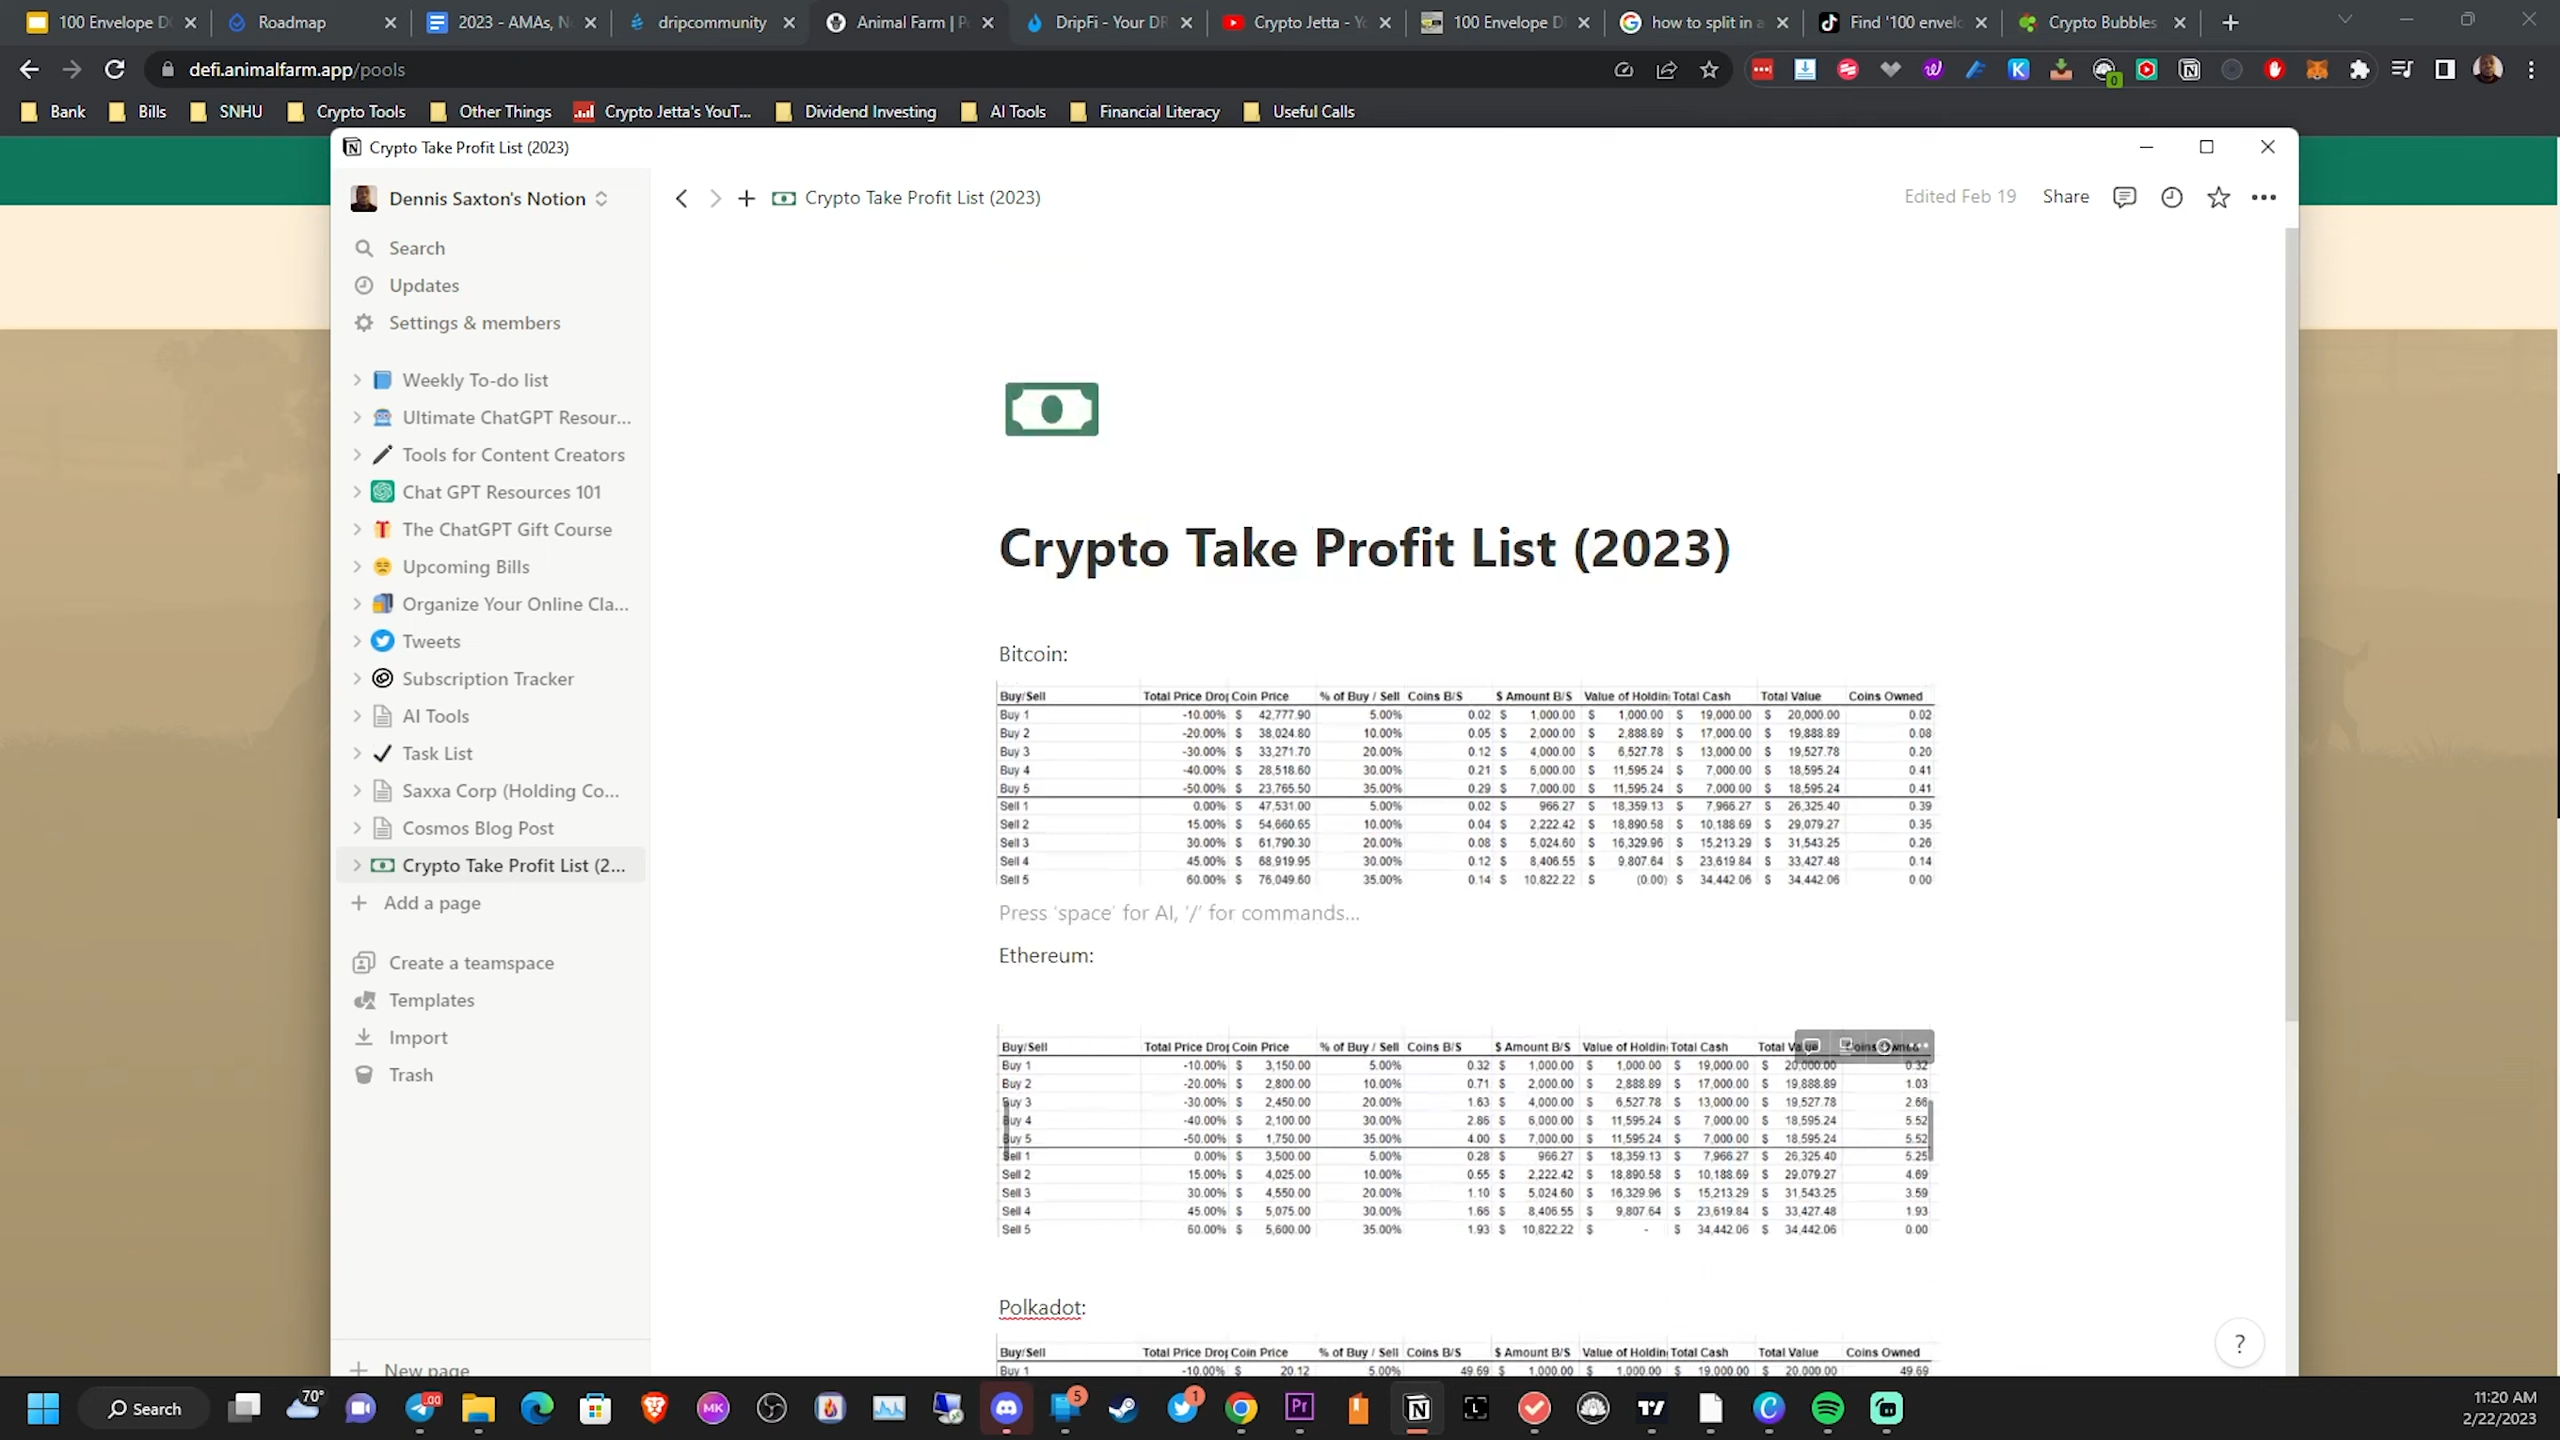 100 Envelope D
Roadmap
2023 - AMAs, N
dripcommunity
Animal Farm | P
DripFi - Your DR
Crypto Jetta - Yo
100 Envelope D
how to split in a
Find '100 envelo
Crypto Bubbles
defi.animalfarm.app/pools
Bank
Bills
SNHU
Crypto Tools
Other Things
Crypto Jetta's YouT...
Dividend Investing
AI Tools
Financial Literacy
Useful Calls
Crypto Take Profit List (2023)
Dennis Saxton's Notion
Crypto Take Profit List (2023)
Edited Feb 19
Share
Search
Updates
Settings & members
Weekly To-do list
Ultimate ChatGPT Resour...
Tools for Content Creators
Chat GPT Resources 101
The ChatGPT Gift Course
Upcoming Bills
Organize Your Online Cla...
Tweets
Subscription Tracker
AI Tools
Task List
Saxxa Corp (Holding Co...
Cosmos Blog Post
Crypto Take Profit List (2...
Add a page
Create a teamspace
Templates
Import
Trash
New page
Crypto Take Profit List (2023)
Bitcoin:
Buy/Sell Total Price Drop Coin Price % of Buy / Sell Coins B/S $ Amount B/S Value of Holdin Total Cash Total Value Coins Owned
Buy 1 -10.00% $ 42,777.90 5.00% 0.02 $ 1,000.00 $ 1,000.00 $ 19,000.00 $ 20,000.00 0.02
Buy 2 -20.00% $ 38,024.80 10.00% 0.05 $ 2,000.00 $ 2,888.89 $ 17,000.00 $ 19,888.89 0.08
Buy 3 -30.00% $ 33,271.70 20.00% 0.12 $ 4,000.00 $ 6,527.78 $ 13,000.00 $ 19,527.78 0.20
Buy 4 -40.00% $ 28,518.60 30.00% 0.21 $ 6,000.00 $ 11,595.24 $ 7,000.00 $ 18,595.24 0.41
Buy 5 -50.00% $ 23,765.50 35.00% 0.29 $ 7,000.00 $ 11,595.24 $ 7,000.00 $ 18,595.24 0.41
Sell 1 0.00% $ 47,531.00 5.00% 0.02 $ 966.27 $ 18,359.13 $ 7,966.27 $ 26,325.40 0.39
Sell 2 15.00% $ 54,660.65 10.00% 0.04 $ 2,222.42 $ 18,890.58 $ 10,188.69 $ 29,079.27 0.35
Sell 3 30.00% $ 61,790.30 20.00% 0.08 $ 5,024.60 $ 16,329.96 $ 15,213.29 $ 31,543.25 0.26
Sell 4 45.00% $ 68,919.95 30.00% 0.12 $ 8,406.55 $ 9,807.64 $ 23,619.84 $ 33,427.48 0.14
Sell 5 60.00% $ 76,049.60 35.00% 0.14 $ 10,822.22 $ (0.00) $ 34,442.06 $ 34,442.06 0.00
Press 'space' for AI, '/' for commands...
Ethereum:
Buy/Sell Total Price Drop Coin Price % of Buy / Sell Coins B/S $ Amount B/S Value of Holdin Total Cash Total Value Coins Owned
Buy 1 -10.00% $ 3,150.00 5.00% 0.32 $ 1,000.00 $ 1,000.00 $ 19,000.00 $ 20,000.00 0.32
Buy 2 -20.00% $ 2,800.00 10.00% 0.71 $ 2,000.00 $ 2,888.89 $ 17,000.00 $ 19,888.89 1.03
Buy 3 -30.00% $ 2,450.00 20.00% 1.63 $ 4,000.00 $ 6,527.78 $ 13,000.00 $ 19,527.78 2.66
Buy 4 -40.00% $ 2,100.00 30.00% 2.86 $ 6,000.00 $ 11,595.24 $ 7,000.00 $ 18,595.24 5.52
Buy 5 -50.00% $ 1,750.00 35.00% 4.00 $ 7,000.00 $ 11,595.24 $ 7,000.00 $ 18,595.24 5.52
Sell 1 0.00% $ 3,500.00 5.00% 0.28 $ 966.27 $ 18,359.13 $ 7,966.27 $ 26,325.40 5.25
Sell 2 15.00% $ 4,025.00 10.00% 0.55 $ 2,222.42 $ 18,890.58 $ 10,188.69 $ 29,079.27 4.69
Sell 3 30.00% $ 4,550.00 20.00% 1.10 $ 5,024.60 $ 16,329.96 $ 15,213.29 $ 31,543.25 3.59
Sell 4 45.00% $ 5,075.00 30.00% 1.66 $ 8,406.55 $ 9,807.64 $ 23,619.84 $ 33,427.48 1.93
Sell 5 60.00% $ 5,600.00 35.00% 1.93 $ 10,822.22 $ - $ 34,442.06 $ 34,442.06 0.00
Polkadot:
Buy/Sell Total Price Drop Coin Price % of Buy / Sell Coins B/S $ Amount B/S Value of Holdin Total Cash Total Value Coins Owned
Buy 1 -10.00% $ 20.12 5.00% 49.69 $ 1,000.00 $ 1,000.00 $ 19,000.00 $ 20,000.00 49.69
?
Search
70°
MK
5
1
Pr
11:20 AM
2/22/2023